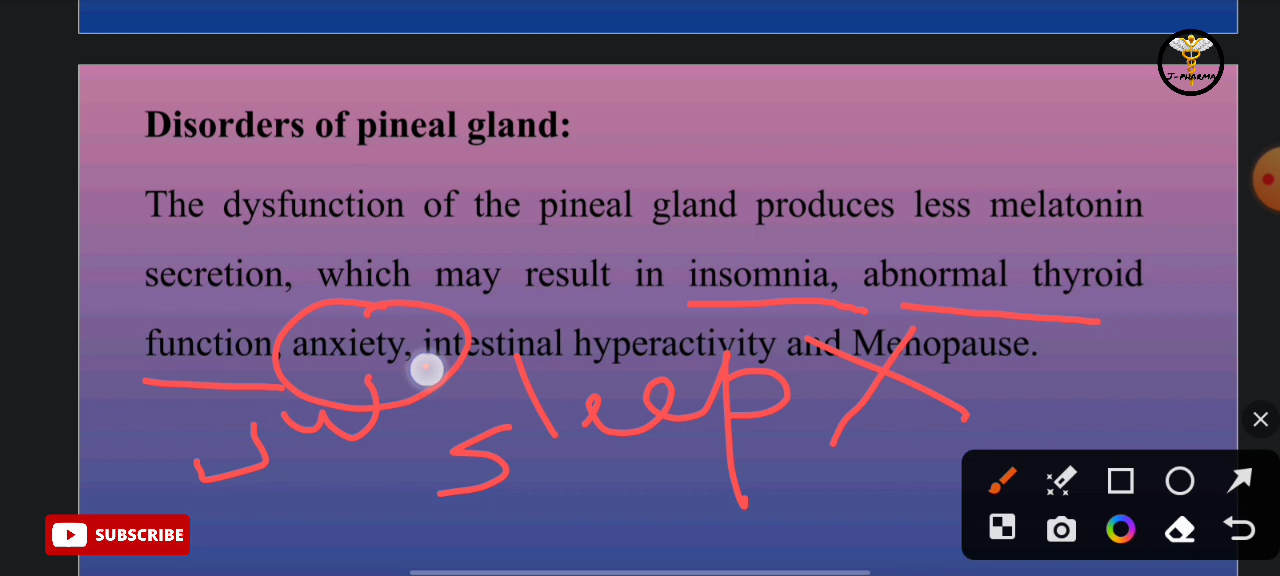 J-PHARMA
Disorders of pineal gland:
The dysfunction of the pineal gland produces less melatonin
secretion, which may result in insomnia, abnormal thyroid
function, anxiety, intestinal hyperactivity and Menopause.
sleep X
SUBSCRIBE